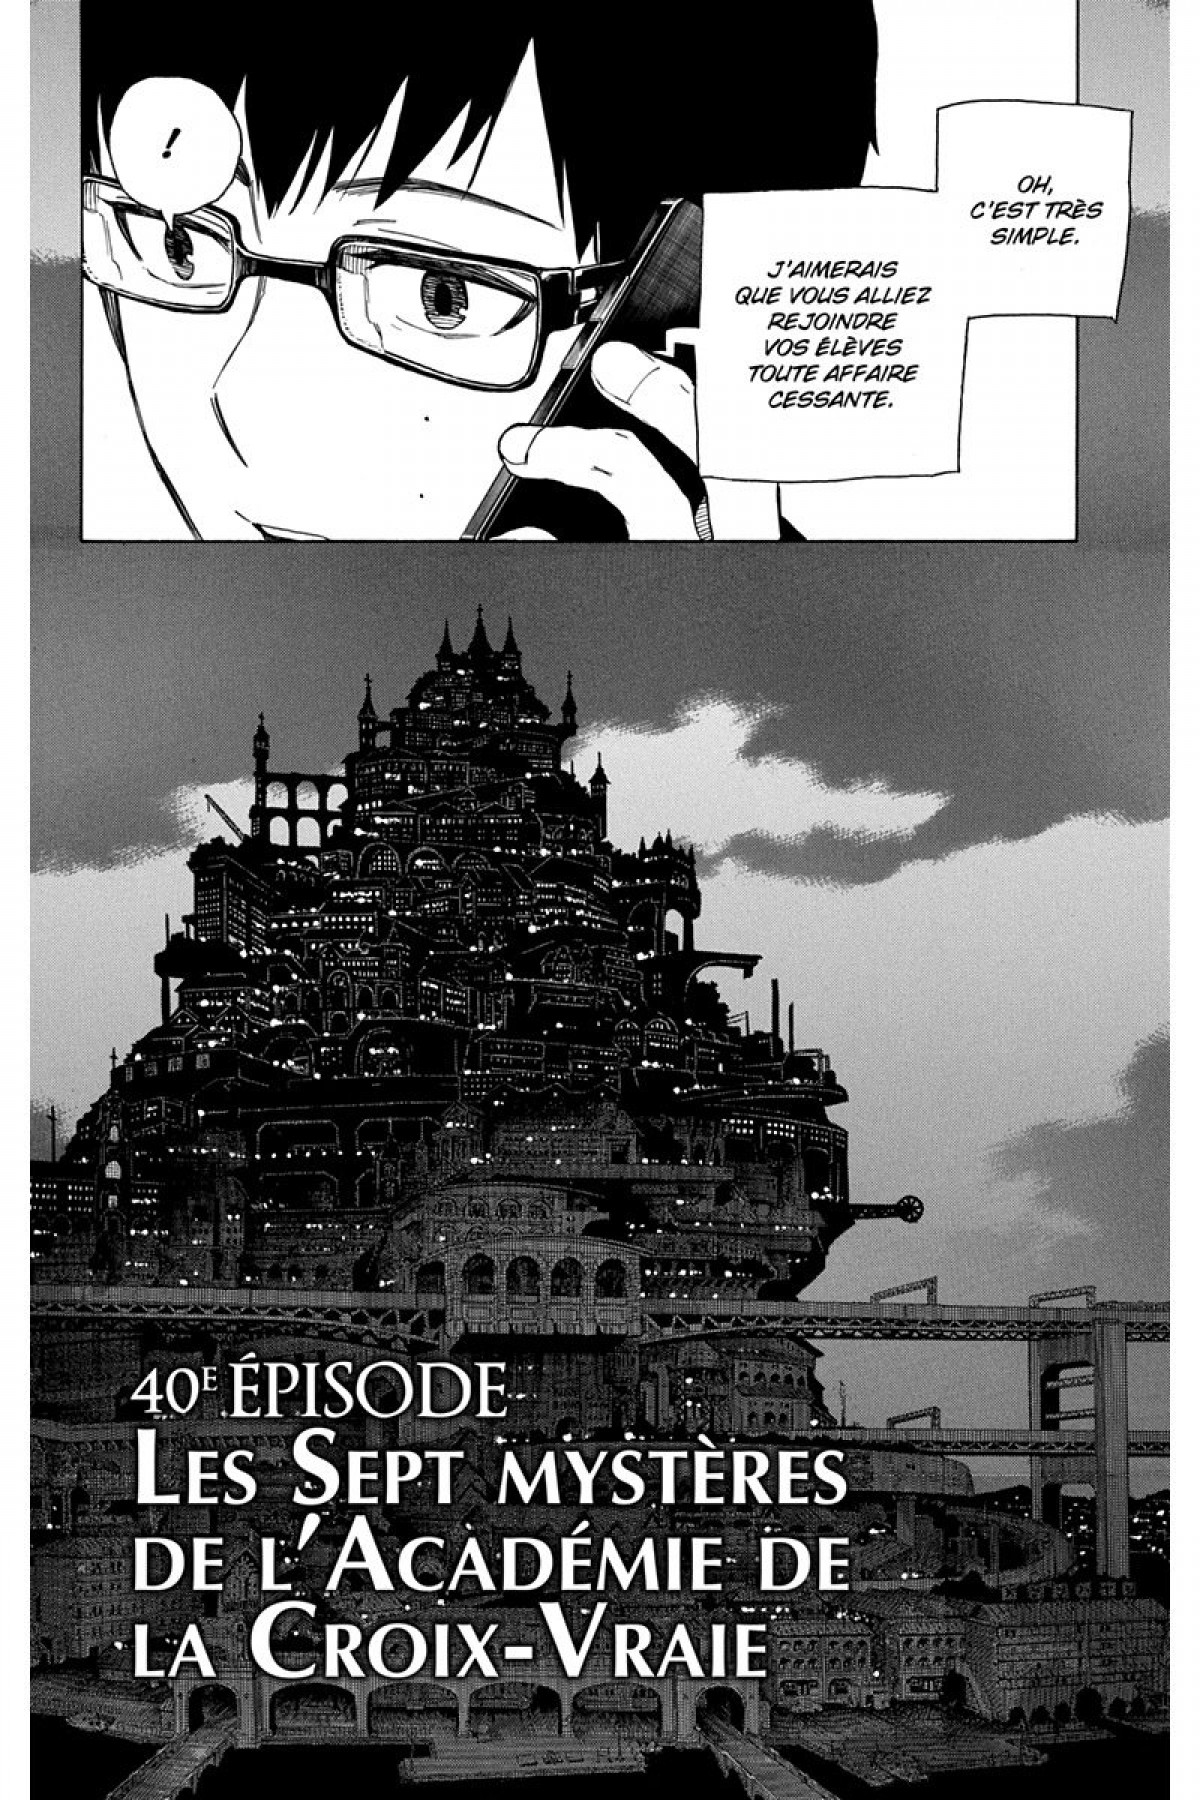 OH,
C'EST TRÈS
SIMPLE.
J'AIMERAIS
QUE VOUS ALLIEZ
REJOINDRE
VOS ÉLÈVES
TOUTE AFFAIRE
CESSANTE.
!
40E ÉPISODE
LES SEPT MYSTÈRES
DE L'ACADÉMIE DE
LA CROIX-VRAIE